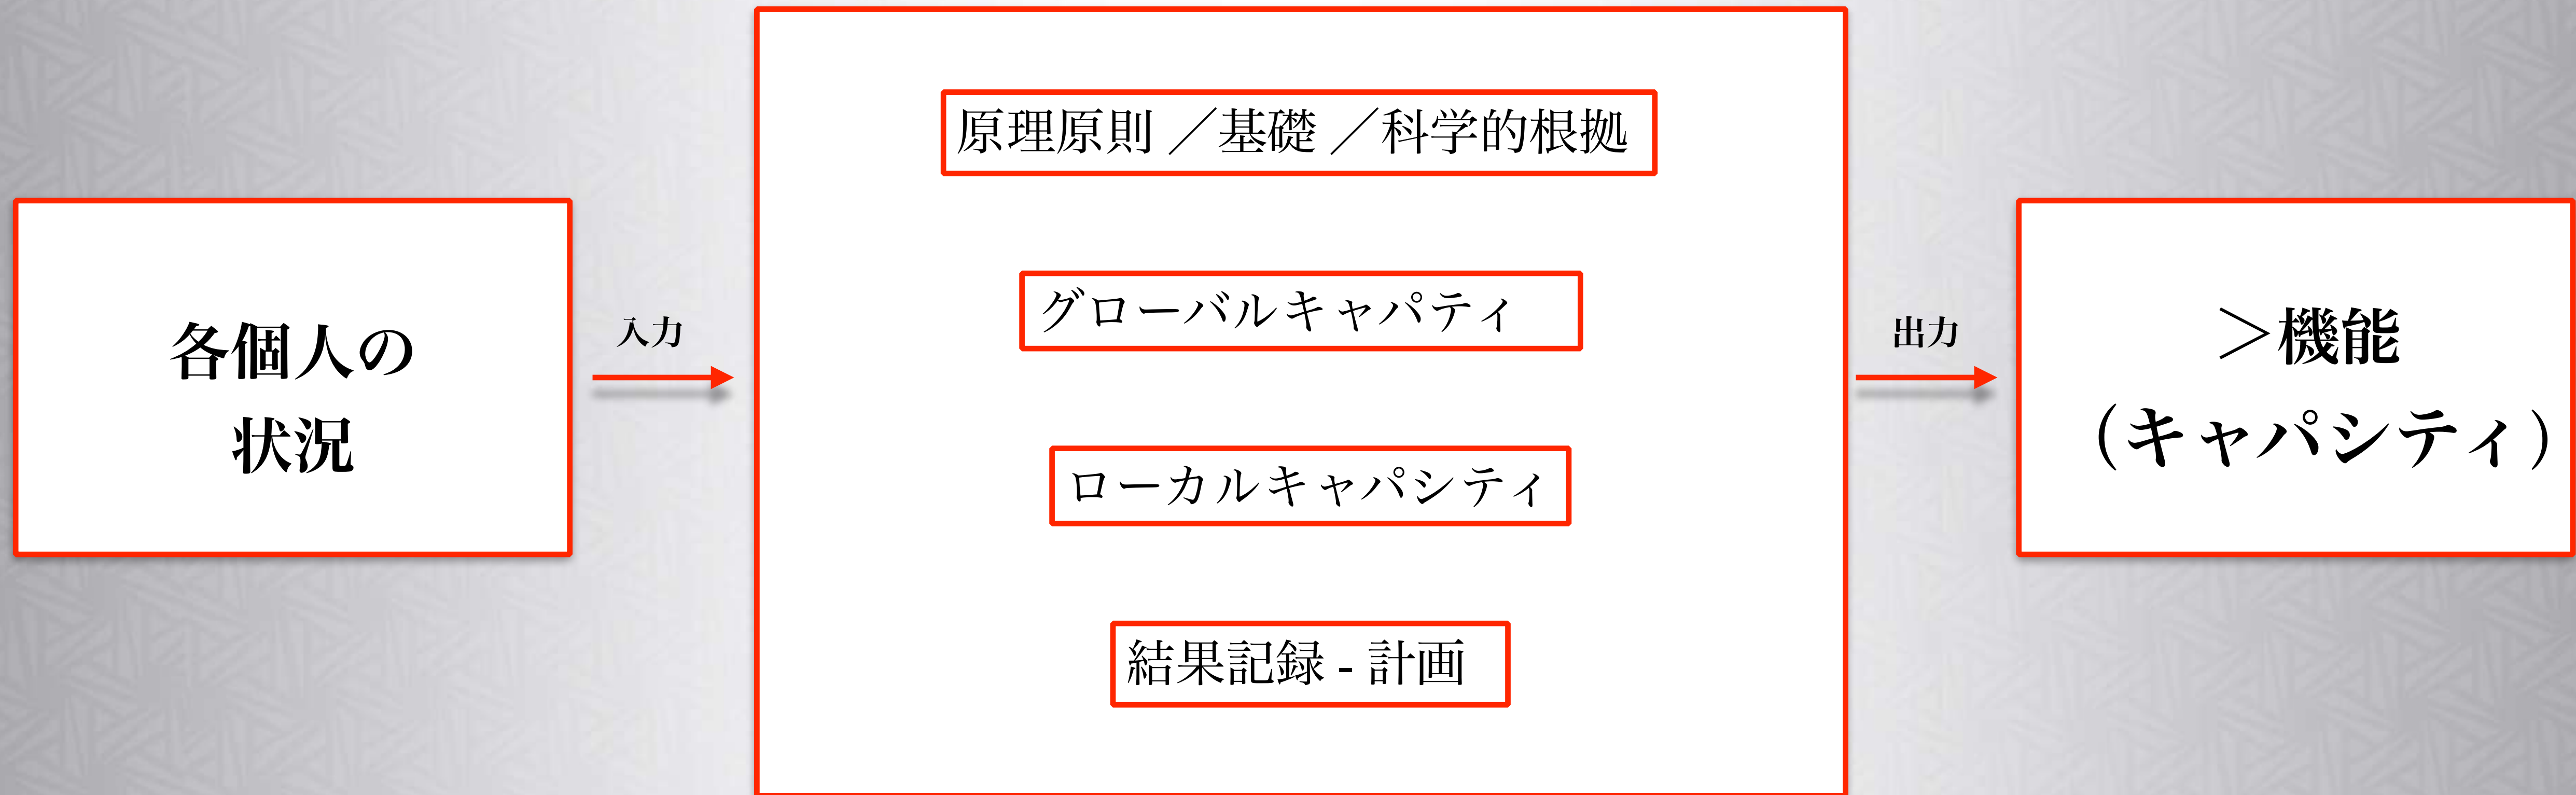 各個人の
状況
入力
原理原則 ／基礎 ／科学的根拠
グローバルキャパティ
ローカルキャパシティ
結果記録 - 計画
出力
＞機能
（キャパシティ）